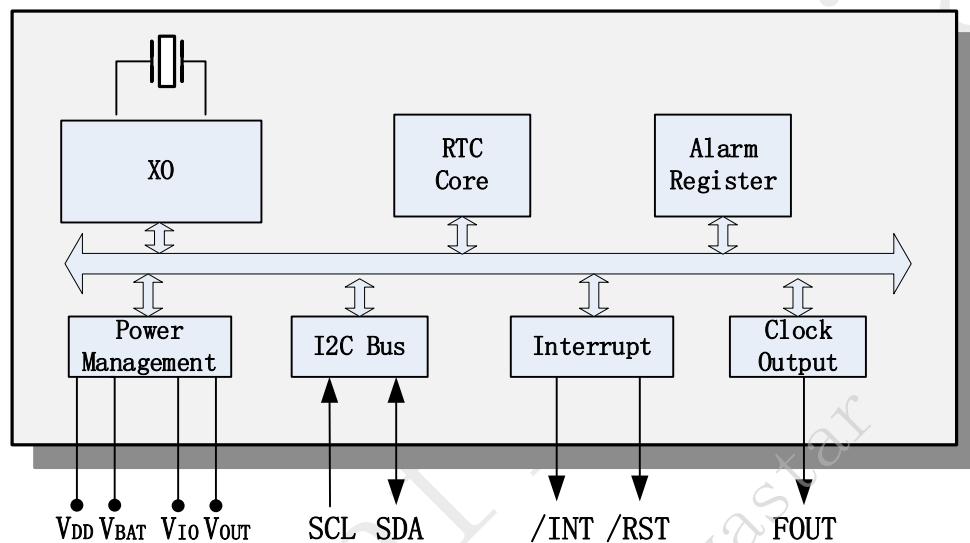 XO
RTC
Core
Alarm
Register
Power
Management
I2C Bus
Interrupt
Clock
Output
VDD VBAT VIO VOUT SCL SDA /INT /RST FOUT